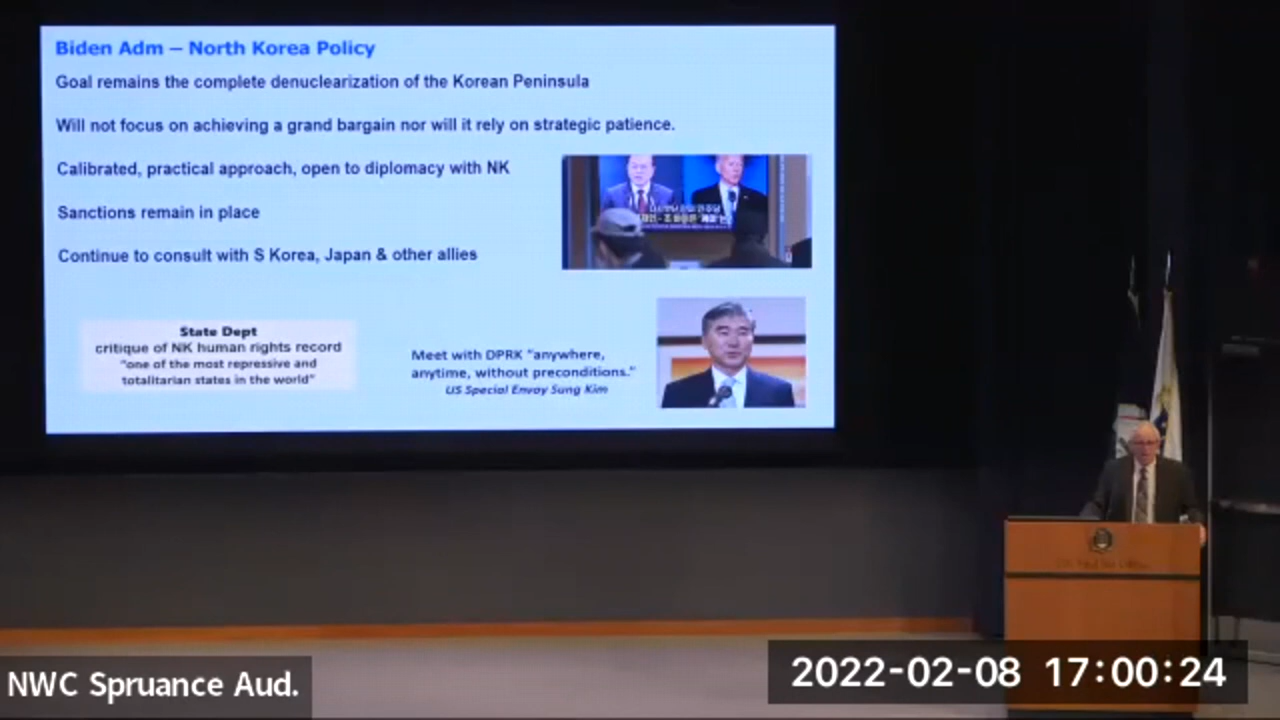 Biden Adm – North Korea Policy
Goal remains the complete denuclearization of the Korean Peninsula
Will not focus on achieving a grand bargain nor will it rely on strategic patience.
Calibrated, practical approach, open to diplomacy with NK
Sanctions remain in place
Continue to consult with S Korea, Japan & other allies
State Dept
critique of NK human rights record
"one of the most repressive and
totalitarian states in the world"
Meet with DPRK "anywhere,
anytime, without preconditions."
US Special Envoy Sung Kim
NWC Spruance Aud.
2022-02-08 17:00:24